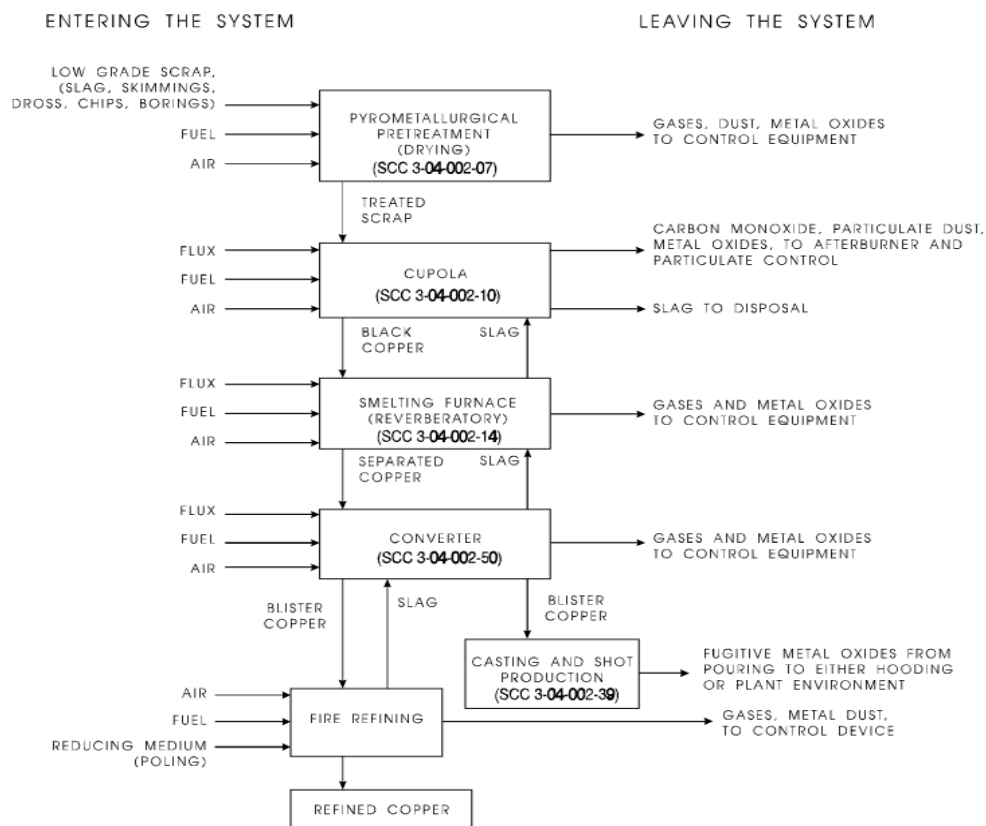 ENTERING THE SYSTEM
LEAVING THE SYSTEM
LOW GRADE SCRAP,
(SLAG, SKIMMINGS,
DROSS, CHIPS, BORINGS)
FUEL
AIR
PYROMETALLURGICAL
PRETREATMENT
(DRYING)
(SCC 3-04-002-07)
GASES, DUST, METAL OXIDES
TO CONTROL EQUIPMENT
TREATED
SCRAP
FLUX
FUEL
AIR
CUPOLA
(SCC 3-04-002-10)
CARBON MONOXIDE, PARTICULATE DUST,
METAL OXIDES, TO AFTERBURNER AND
PARTICULATE CONTROL
SLAG TO DISPOSAL
BLACK
COPPER
SLAG
FLUX
FUEL
AIR
SMELTING FURNACE
(REVERBERATORY)
(SCC 3-04-002-14)
GASES AND METAL OXIDES
TO CONTROL EQUIPMENT
SEPARATED
COPPER
SLAG
FLUX
FUEL
AIR
CONVERTER
(SCC 3-04-002-50)
GASES AND METAL OXIDES
TO CONTROL EQUIPMENT
BLISTER
COPPER
SLAG
BLISTER
COPPER
CASTING AND SHOT
PRODUCTION
(SCC 3-04-002-39)
FUGITIVE METAL OXIDES FROM
POURING TO EITHER HOODING
OR PLANT ENVIRONMENT
AIR
FUEL
REDUCING MEDIUM
(POLING)
FIRE REFINING
GASES, METAL DUST,
TO CONTROL DEVICE
REFINED COPPER